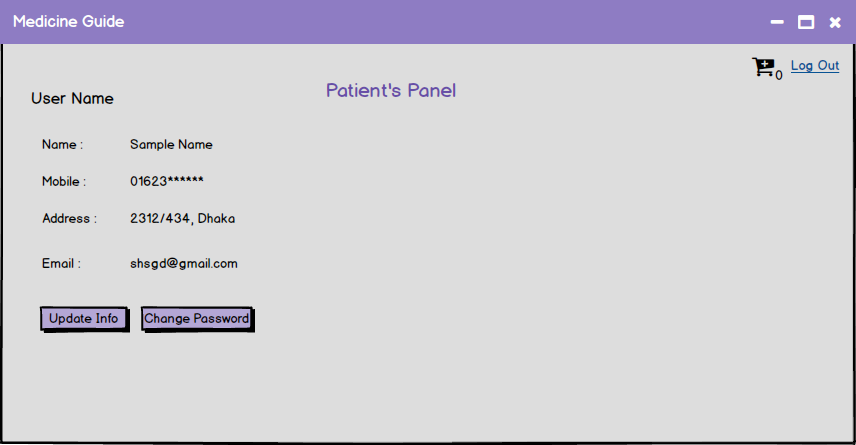 Medicine Guide
0 Log Out
Patient's Panel
User Name
Name : Sample Name
Mobile : 01623******
Address : 2312/434, Dhaka
Email : shsgd@gmail.com
Update Info Change Password